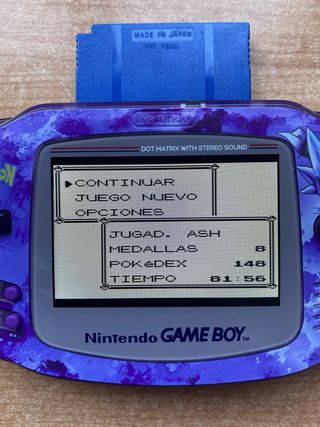 MADE IN JAPAN
PAT. PEND.
Nintendo
DOT MATRIX WITH STEREO SOUND
▶CONTINUAR
JUEGO NUEVO
OPCIONES
JUGAD. ASH
MEDALLAS 8
POKéDEX 148
TIEMPO 81:56
Nintendo GAME BOY™